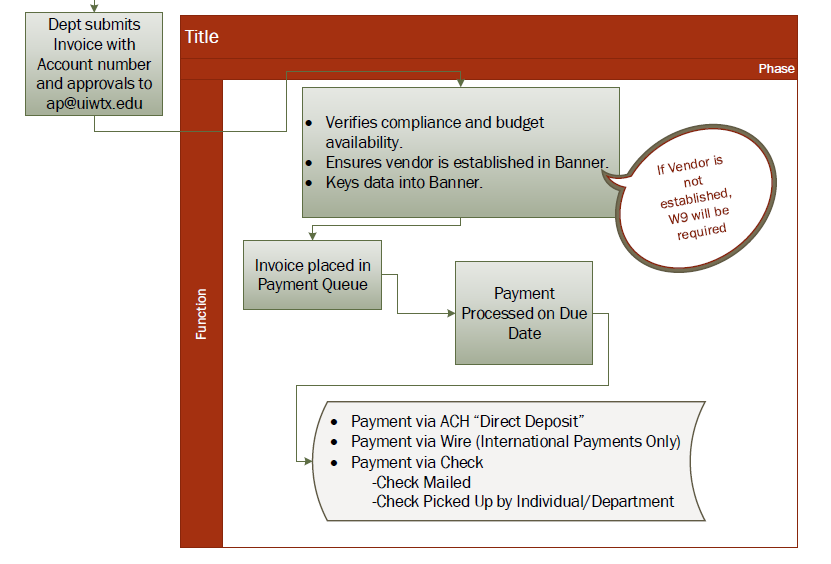 Dept submits
Invoice with
Account number
and approvals to
ap@uiwtx.edu
Title
Phase
Function
• Verifies compliance and budget
availability.
• Ensures vendor is established in Banner.
• Keys data into Banner.
If Vendor is
not
established,
W9 will be
required
Invoice placed in
Payment Queue
Payment
Processed on Due
Date
• Payment via ACH “Direct Deposit”
• Payment via Wire (International Payments Only)
• Payment via Check
-Check Mailed
-Check Picked Up by Individual/Department